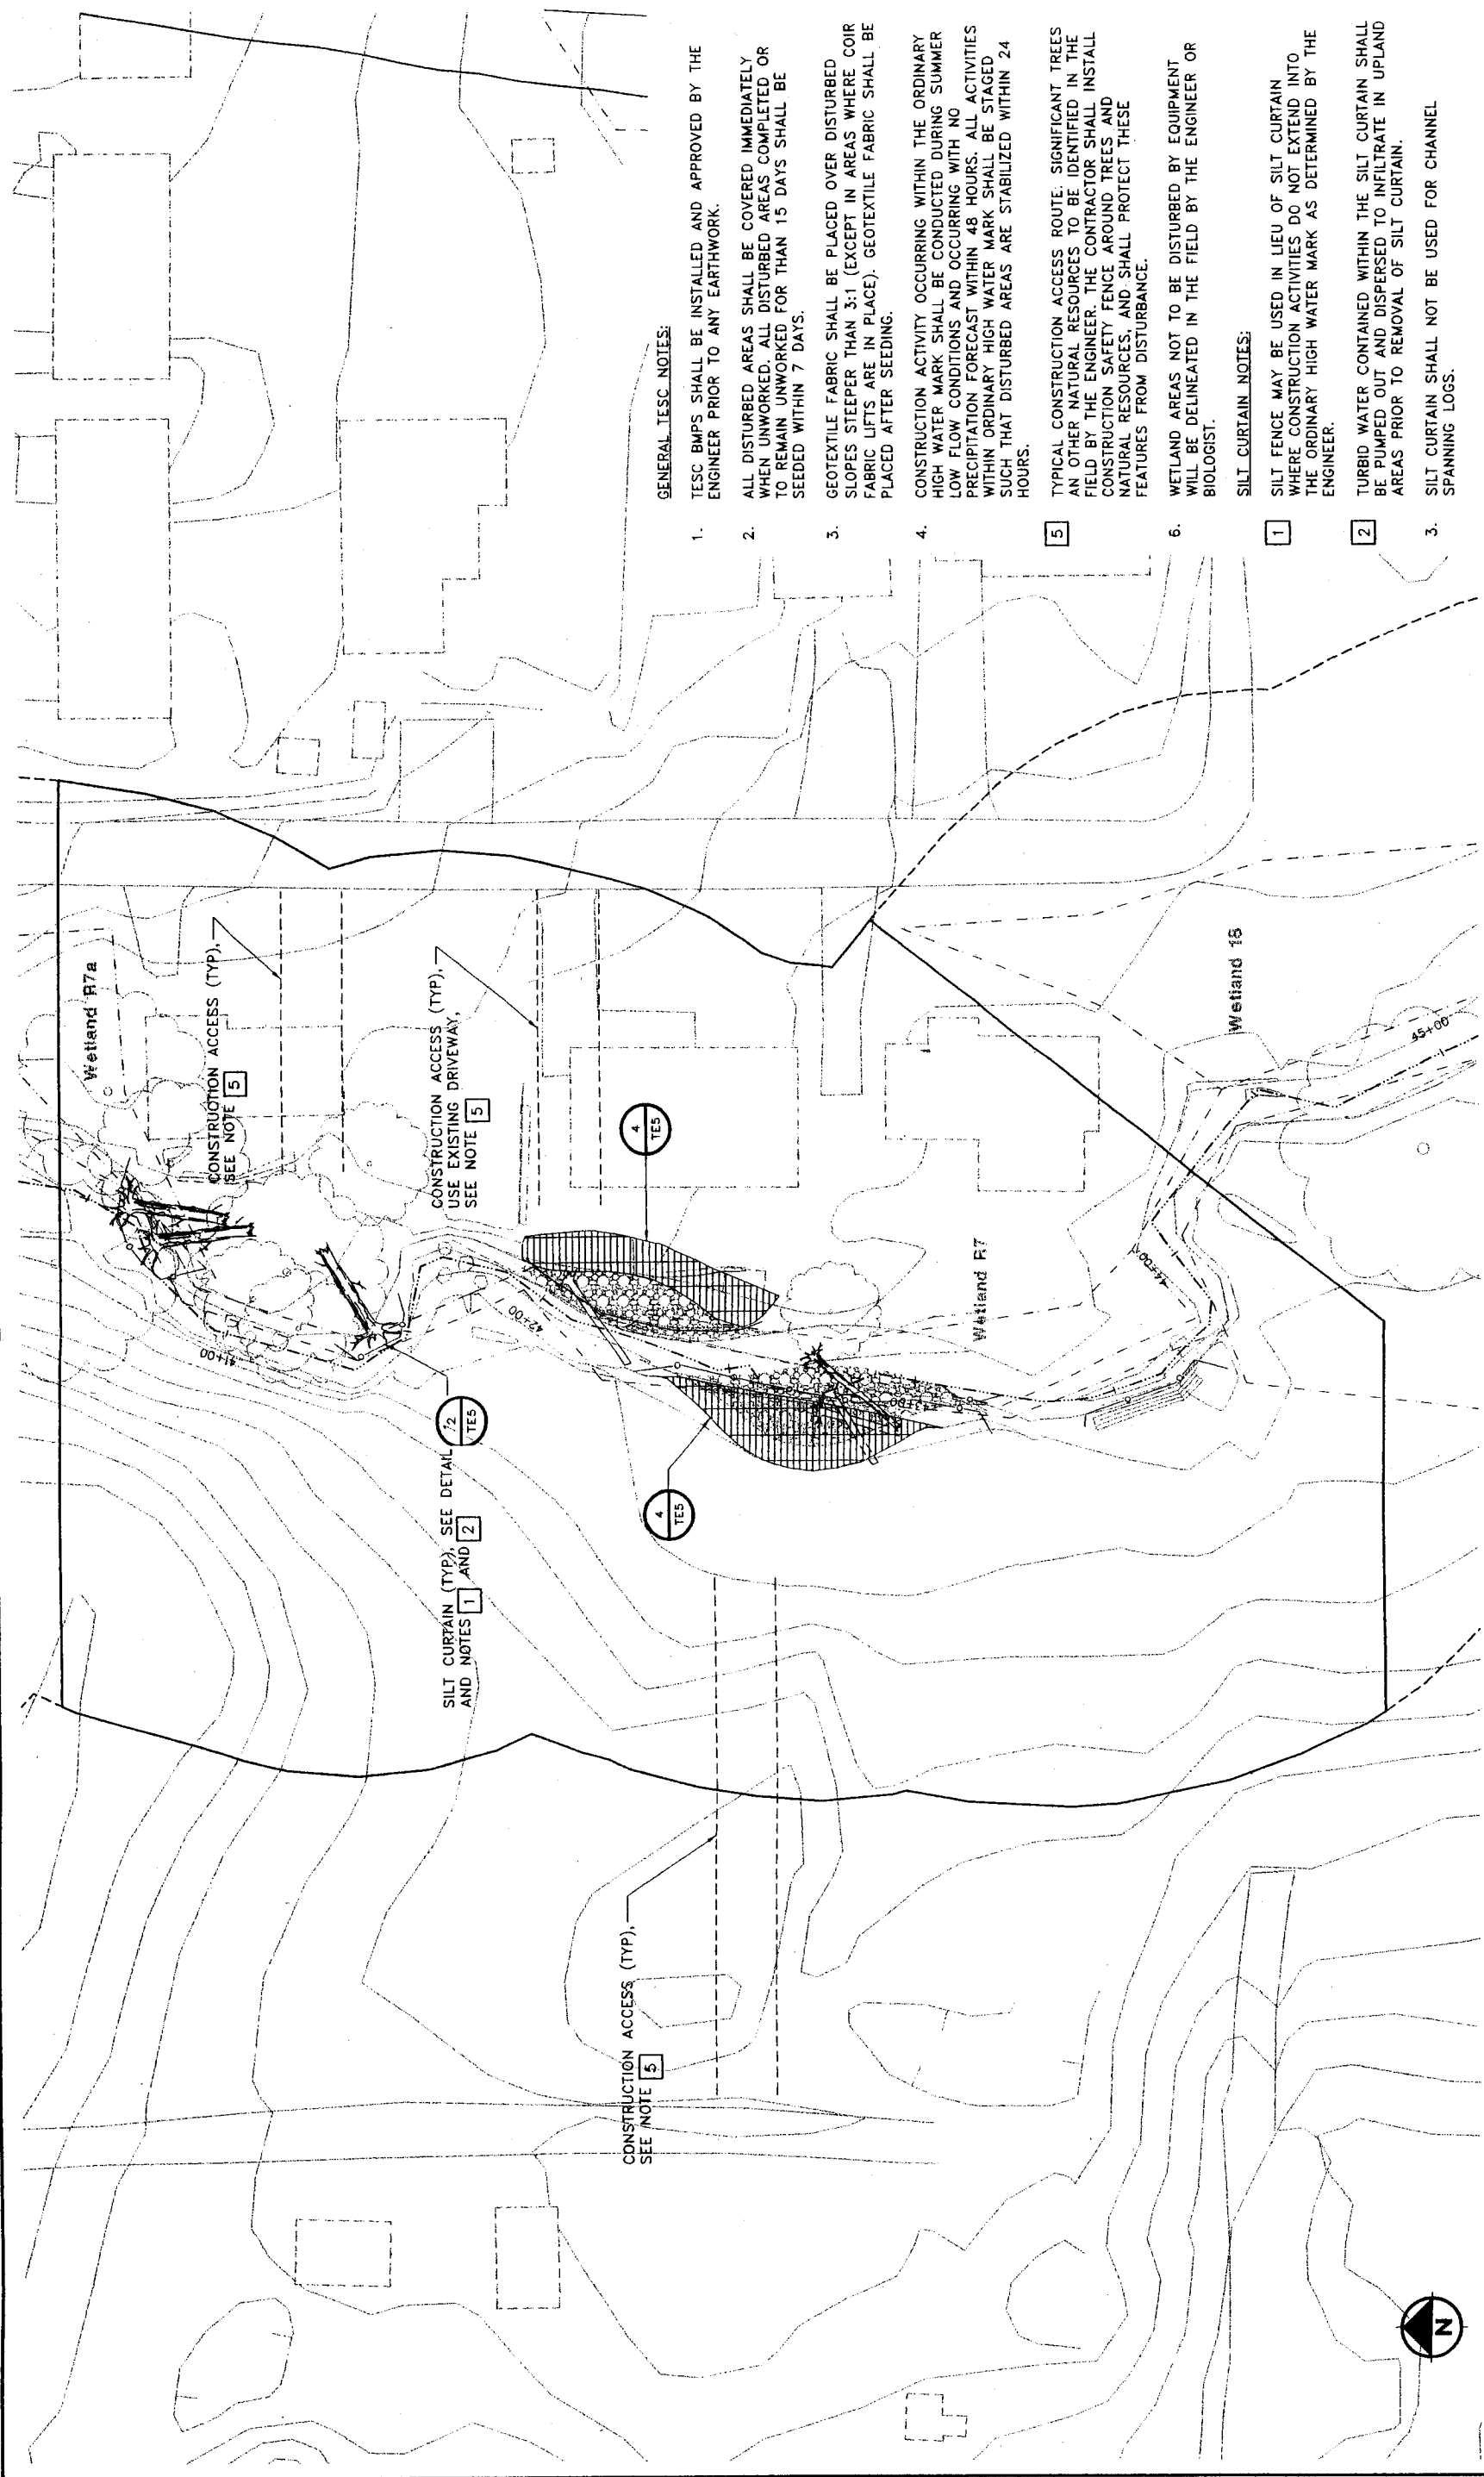 Wetland R7a
CONSTRUCTION ACCESS (TYP),
SEE NOTE 5
CONSTRUCTION ACCESS (TYP),
USE EXISTING DRIVEWAY,
SEE NOTE 5
4
TE5
41+00
42+00
SILT CURTAIN (TYP), SEE DETAIL
AND NOTES 1 AND 2
TE5
4
TE5
43+00
Wetland R7
44+00
Wetland 18
45+00
CONSTRUCTION ACCESS (TYP),
SEE NOTE 5
N
GENERAL TESC NOTES:
1. TESC BMPS SHALL BE INSTALLED AND APPROVED BY THE
ENGINEER PRIOR TO ANY EARTHWORK.
2. ALL DISTURBED AREAS SHALL BE COVERED IMMEDIATELY
WHEN UNWORKED. ALL DISTURBED AREAS COMPLETED OR
TO REMAIN UNWORKED FOR THAN 15 DAYS SHALL BE
SEEDED WITHIN 7 DAYS.
3. GEOTEXTILE FABRIC SHALL BE PLACED OVER DISTURBED
SLOPES STEEPER THAN 3:1 (EXCEPT IN AREAS WHERE COIR
FABRIC LIFTS ARE IN PLACE). GEOTEXTILE FABRIC SHALL BE
PLACED AFTER SEEDING.
4. CONSTRUCTION ACTIVITY OCCURRING WITHIN THE ORDINARY
HIGH WATER MARK SHALL BE CONDUCTED DURING SUMMER
LOW FLOW CONDITIONS AND OCCURRING WITH NO
PRECIPITATION FORECAST WITHIN 48 HOURS. ALL ACTIVITIES
WITHIN ORDINARY HIGH WATER MARK SHALL BE STAGED
SUCH THAT DISTURBED AREAS ARE STABILIZED WITHIN 24
HOURS.
5 TYPICAL CONSTRUCTION ACCESS ROUTE. SIGNIFICANT TREES
AN OTHER NATURAL RESOURCES TO BE IDENTIFIED IN THE
FIELD BY THE ENGINEER. THE CONTRACTOR SHALL INSTALL
CONSTRUCTION SAFETY FENCE AROUND TREES AND
NATURAL RESOURCES, AND SHALL PROTECT THESE
FEATURES FROM DISTURBANCE.
6. WETLAND AREAS NOT TO BE DISTURBED BY EQUIPMENT
WILL BE DELINEATED IN THE FIELD BY THE ENGINEER OR
BIOLOGIST.
SILT CURTAIN NOTES:
1 SILT FENCE MAY BE USED IN LIEU OF SILT CURTAIN
WHERE CONSTRUCTION ACTIVITIES DO NOT EXTEND INTO
THE ORDINARY HIGH WATER MARK AS DETERMINED BY THE
ENGINEER.
2 TURBID WATER CONTAINED WITHIN THE SILT CURTAIN SHALL
BE PUMPED OUT AND DISPERSED TO INFILTRATE IN UPLAND
AREAS PRIOR TO REMOVAL OF SILT CURTAIN.
3. SILT CURTAIN SHALL NOT BE USED FOR CHANNEL
SPANNING LOGS.